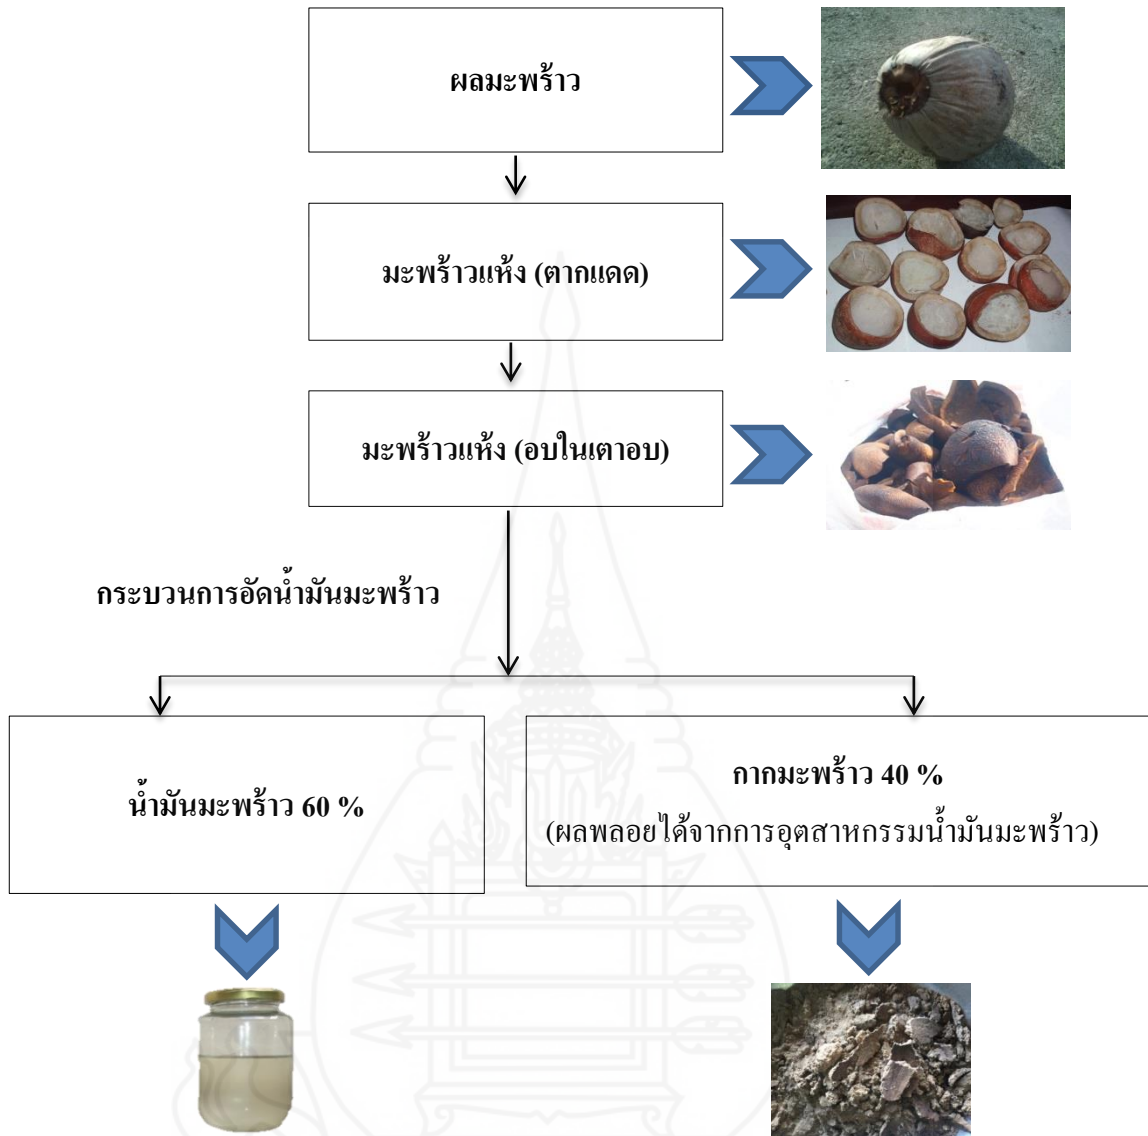 ผลมะพร้าว
มะพร้าวแห้ง (ตากแดด)
มะพร้าวแห้ง (อบในเตาอบ)
กระบวนการอัดน้ำมันมะพร้าว
น้ำมันมะพร้าว 60 %
กากมะพร้าว 40 %
(ผลพลอยได้จากการอุตสาหกรรมน้ำมันมะพร้าว)